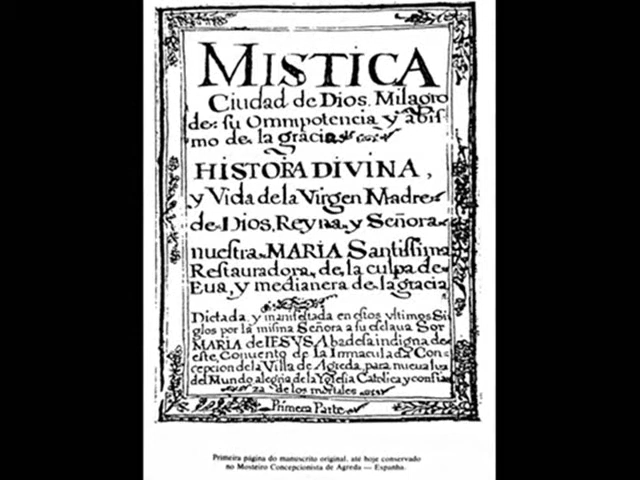 MISTICA
Ciudad de Dios. Milagro
de su Omnipotencia y abis
mo de la gracia
HISTORA DIVINA,
y Vida de la Virgen Madre
de Dios, Reyna, y Señora
nuestra MARIA Santissima
Restauradora, de la culpa de
Eua, y medianera de la gracia
Dictada, y manifestada en estos vltimos Si
glos por la misma Señora a su esclaua Sor
MARIA de IESVS Abadesa indigna de
este, Conuento de la Immaculada Con
cepcion de la Villa de Agreda, para nueua luz
del Mundo, alegria de la Yglesia Catolica, y confian
za de los mortales
Primera Parte
Primeira página do manuscrito original, até hoje conservado
no Mosteiro Concepcionista de Agreda — Espanha.